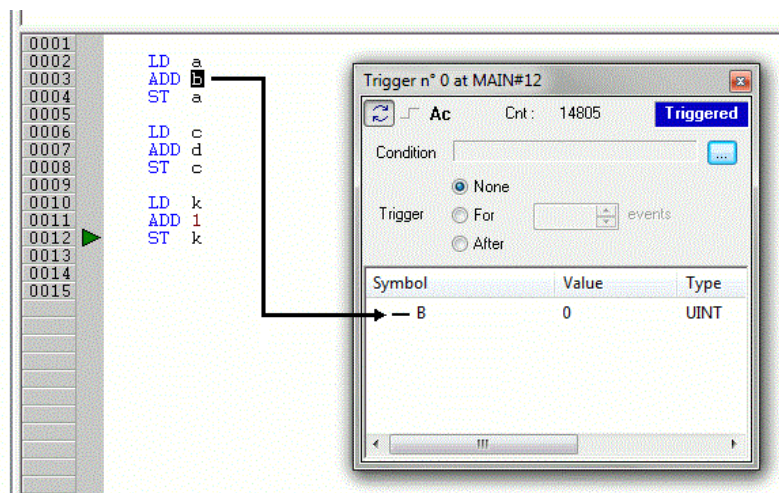 0001
0002 LD a
0003 ADD b
0004 ST a
0005
0006 LD c
0007 ADD d
0008 ST c
0009
0010 LD k
0011 ADD 1
0012 ST k
0013
0014
0015
Trigger n° 0 at MAIN#12
Ac Cnt : 14805 Triggered
Condition ...
None
Trigger For events
After
Symbol Value Type
B 0 UINT